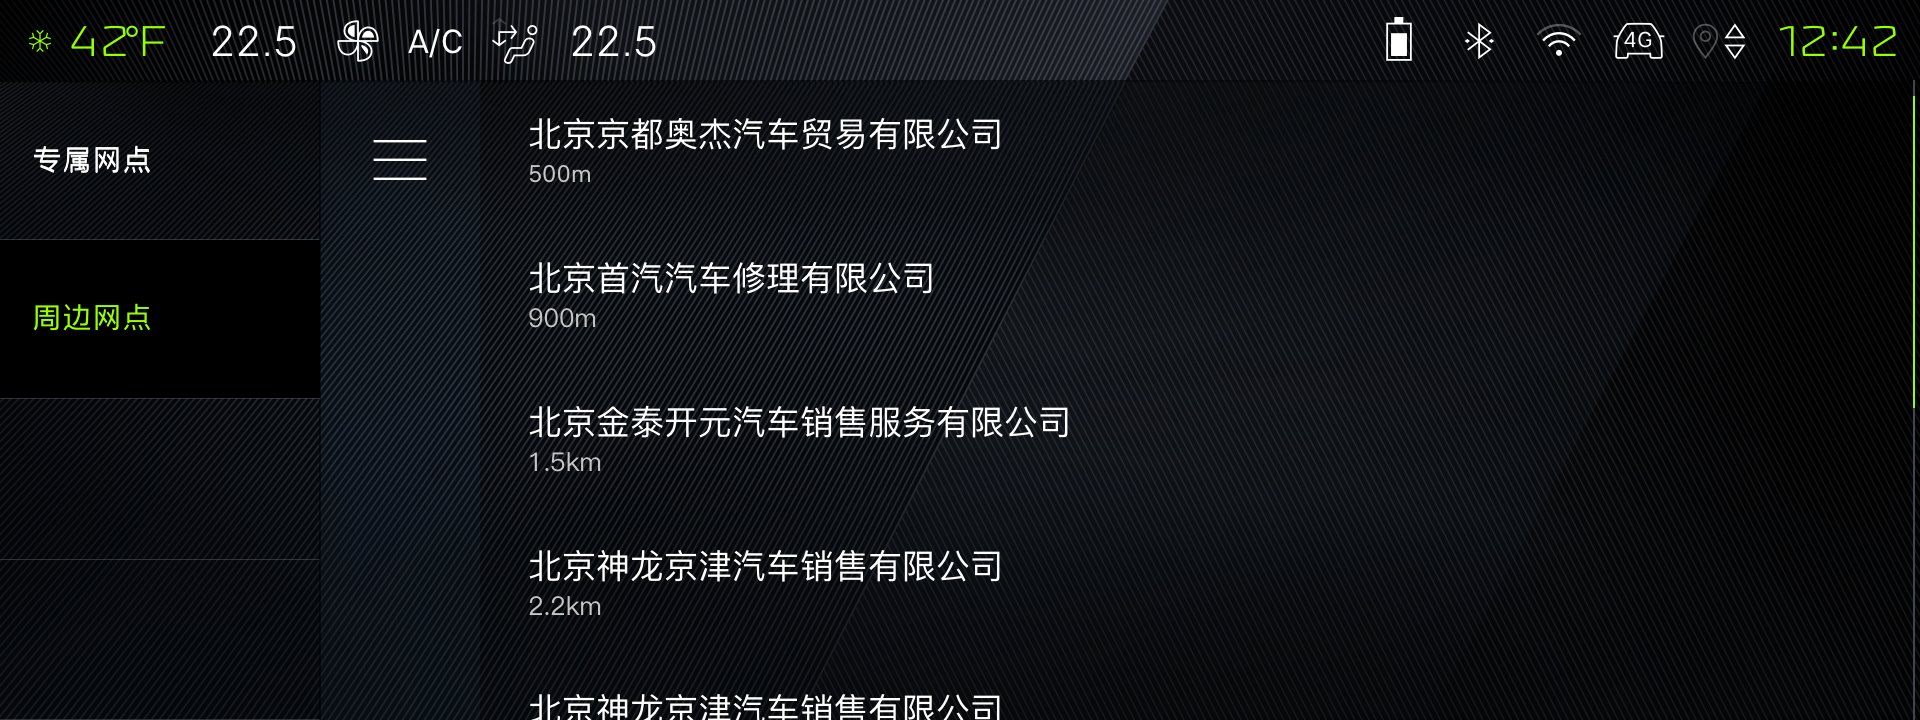 42°F 22.5 A/C 22.5 4G 12:42
专属网点
周边网点
北京京都奥杰汽车贸易有限公司
500m
北京首汽汽车修理有限公司
900m
北京金泰开元汽车销售服务有限公司
1.5km
北京神龙京津汽车销售有限公司
2.2km
北京神龙京津汽车销售有限公司